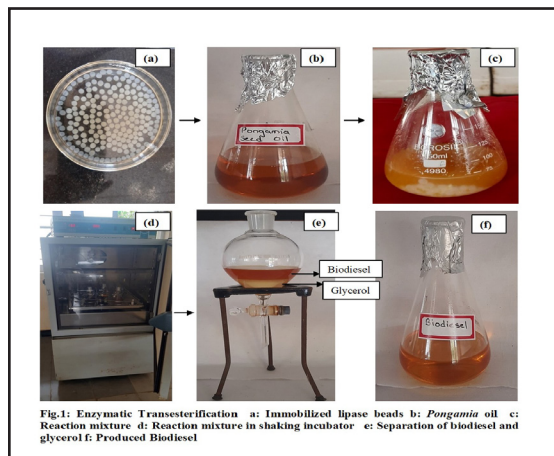 (a)
(b)
(c)
Pongamia
Seed Oil
BOROSIL
4980
(d)
(e)
(f)
Biodiesel
Glycerol
Biodiesel
Fig.1: Enzymatic Transesterification a: Immobilized lipase beads b: Pongamia oil c:
Reaction mixture d: Reaction mixture in shaking incubator e: Separation of biodiesel and
glycerol f: Produced Biodiesel